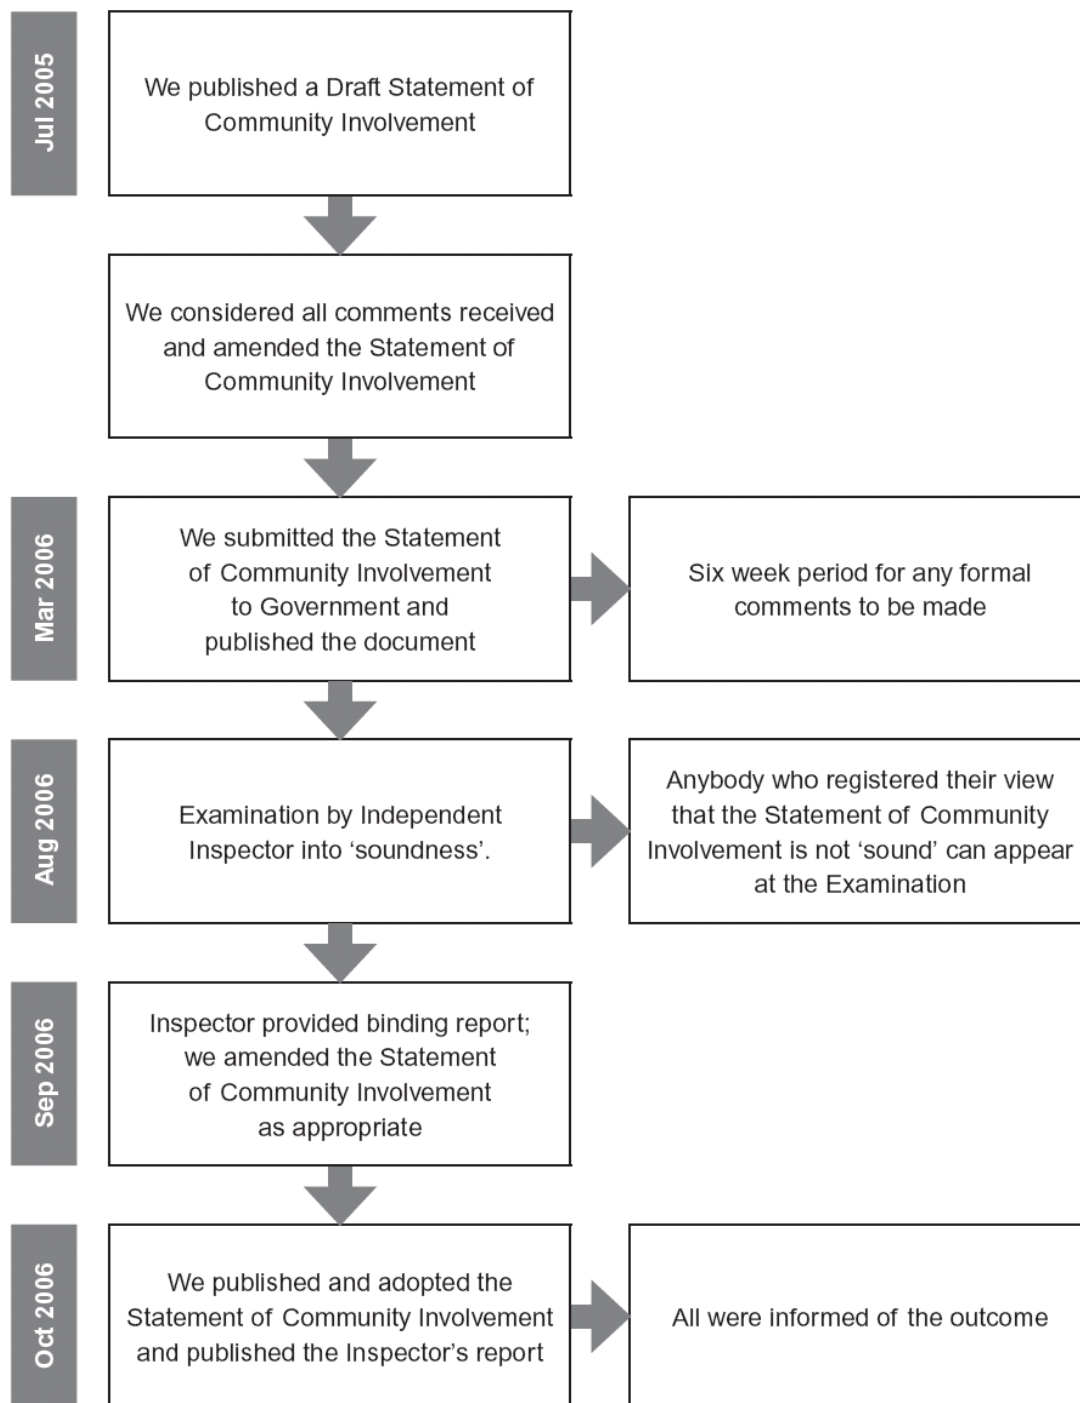 Jul 2005
We published a Draft Statement of
Community Involvement
We considered all comments received
and amended the Statement of
Community Involvement
Mar 2006
We submitted the Statement
of Community Involvement
to Government and
published the document
Six week period for any formal
comments to be made
Aug 2006
Examination by Independent
Inspector into ‘soundness’.
Anybody who registered their view
that the Statement of Community
Involvement is not ‘sound’ can appear
at the Examination
Sep 2006
Inspector provided binding report;
we amended the Statement
of Community Involvement
as appropriate
Oct 2006
We published and adopted the
Statement of Community Involvement
and published the Inspector’s report
All were informed of the outcome